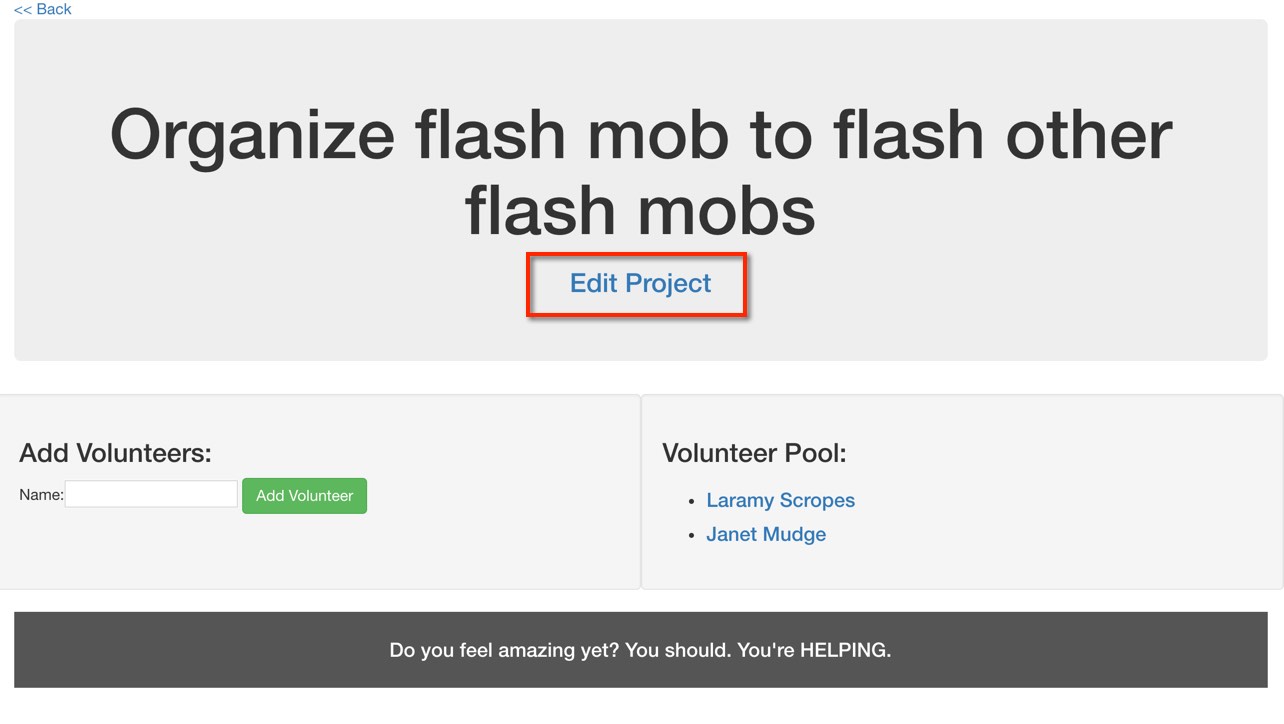 << Back
Organize flash mob to flash other
flash mobs
Edit Project
Add Volunteers:
Name:
Add Volunteer
Volunteer Pool:
Laramy Scropes
Janet Mudge
Do you feel amazing yet? You should. You're HELPING.